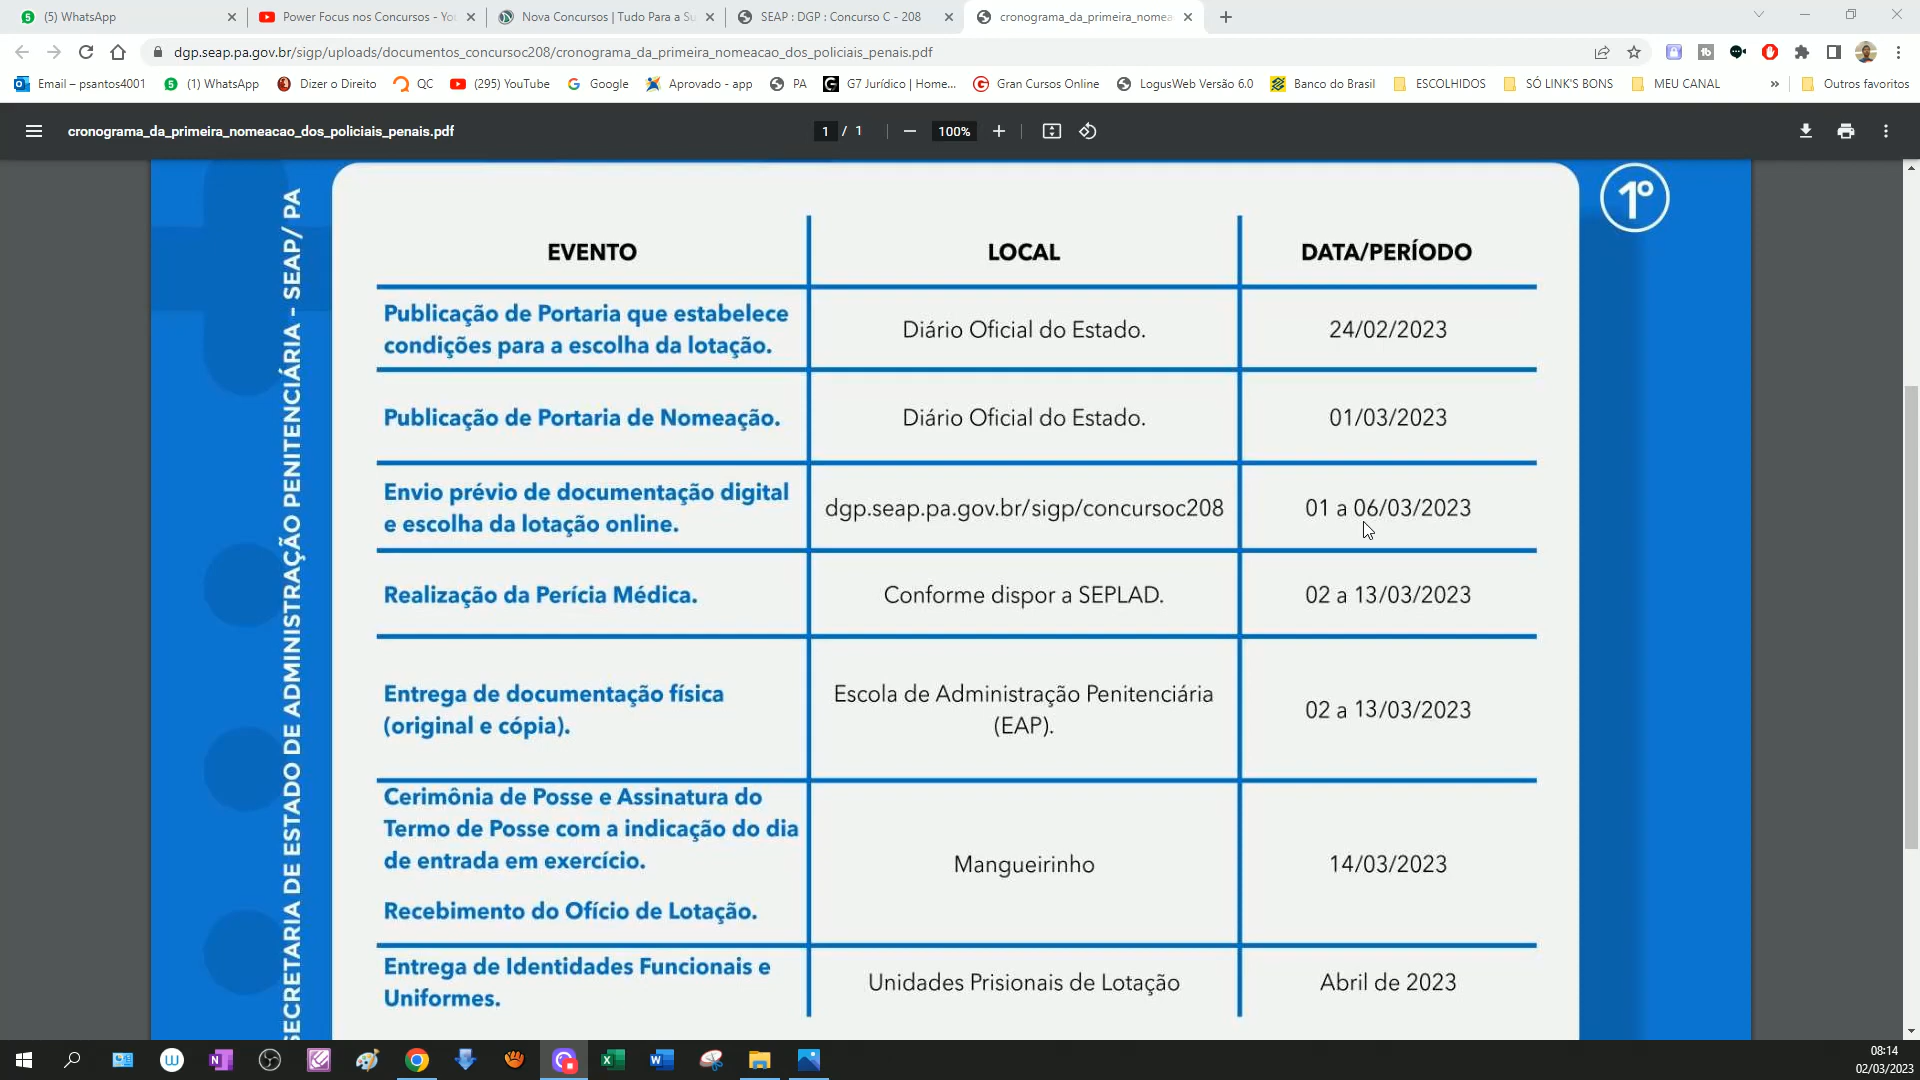 (5) WhatsApp
Power Focus nos Concursos - You
Nova Concursos | Tudo Para a Su
SEAP : DGP : Concurso C - 208
cronograma_da_primeira_nomea
dgp.seap.pa.gov.br/sigp/uploads/documentos_concursoc208/cronograma_da_primeira_nomeacao_dos_policiais_penais.pdf
Email – psantos4001
(1) WhatsApp
Dizer o Direito
QC
(295) YouTube
Google
Aprovado - app
PA
G7 Jurídico | Home...
Gran Cursos Online
LogusWeb Versão 6.0
Banco do Brasil
ESCOLHIDOS
SÓ LINK'S BONS
MEU CANAL
»
Outros favoritos
cronograma_da_primeira_nomeacao_dos_policiais_penais.pdf
1 / 1
100%
SECRETARIA DE ESTADO DE ADMINISTRAÇÃO PENITENCIÁRIA - SEAP/ PA
1º
EVENTO
LOCAL
DATA/PERÍODO
Publicação de Portaria que estabelece
condições para a escolha da lotação.
Diário Oficial do Estado.
24/02/2023
Publicação de Portaria de Nomeação.
Diário Oficial do Estado.
01/03/2023
Envio prévio de documentação digital
e escolha da lotação online.
dgp.seap.pa.gov.br/sigp/concursoc208
01 a 06/03/2023
Realização da Perícia Médica.
Conforme dispor a SEPLAD.
02 a 13/03/2023
Entrega de documentação física
(original e cópia).
Escola de Administração Penitenciária
(EAP).
02 a 13/03/2023
Cerimônia de Posse e Assinatura do
Termo de Posse com a indicação do dia
de entrada em exercício.
Recebimento do Ofício de Lotação.
Mangueirinho
14/03/2023
Entrega de Identidades Funcionais e
Uniformes.
Unidades Prisionais de Lotação
Abril de 2023
08:14
02/03/2023